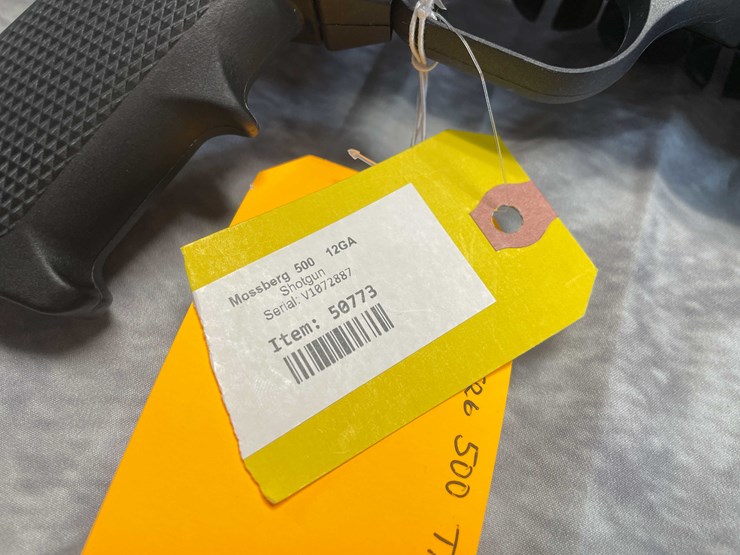 Mossberg 500 12GA
Shotgun
Serial: V1072887
Item: 50773
500